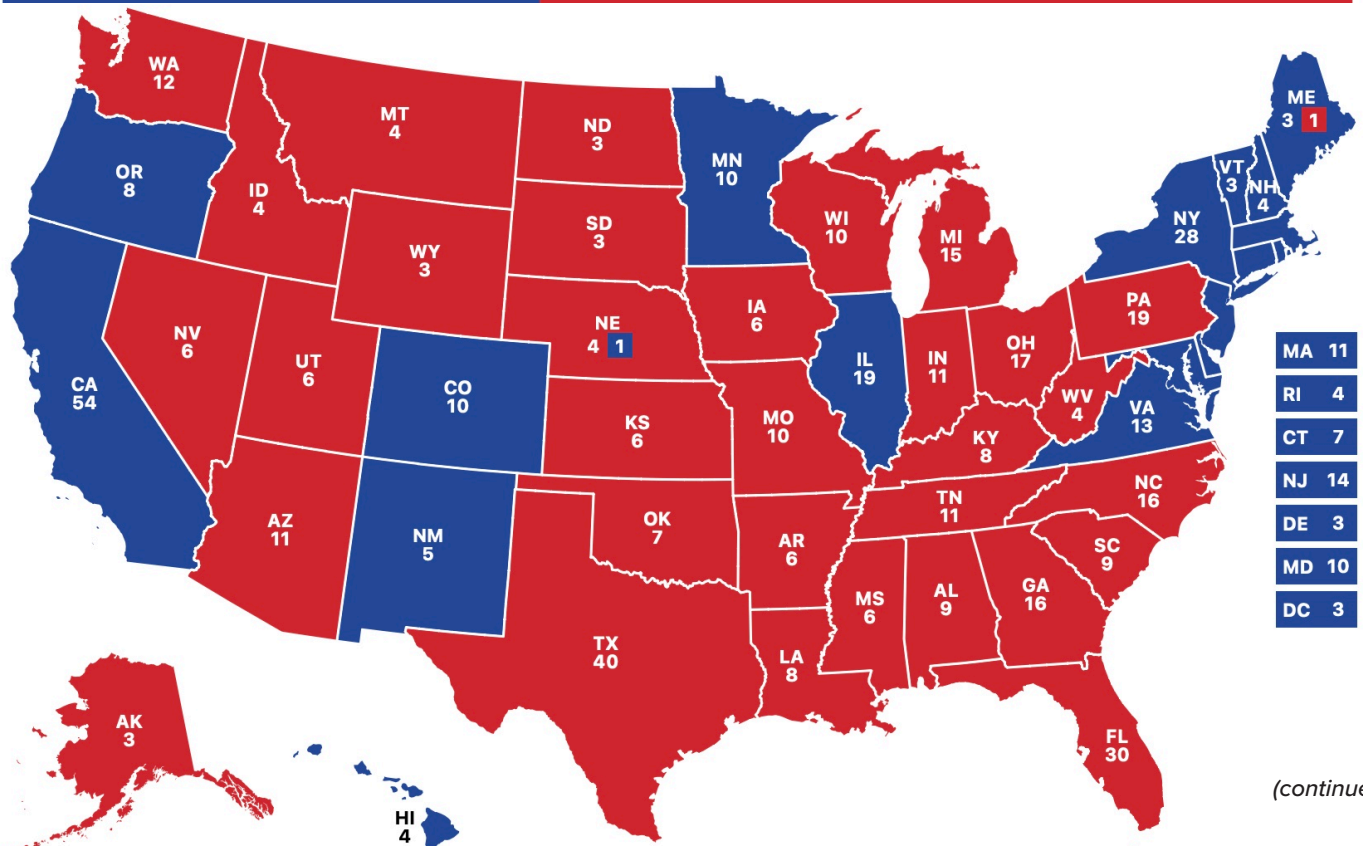 WA
12
MT
4
ND
3
MN
10
ME
3 1
OR
8
ID
4
VT
3
NH
4
WI
10
SD
3
NY
28
MI
15
WY
3
PA
19
IA
6
NE
4 1
NV
6
OH
17
UT
6
IL
19
IN
11
MA 11
CA
54
CO
10
RI 4
WV
4
VA
13
KS
6
MO
10
CT 7
KY
8
NJ 14
NC
16
TN
11
AZ
11
OK
7
DE 3
NM
5
AR
6
SC
9
MD 10
MS
6
AL
9
GA
16
DC 3
TX
40
LA
8
AK
3
FL
30
(continue
HI
4